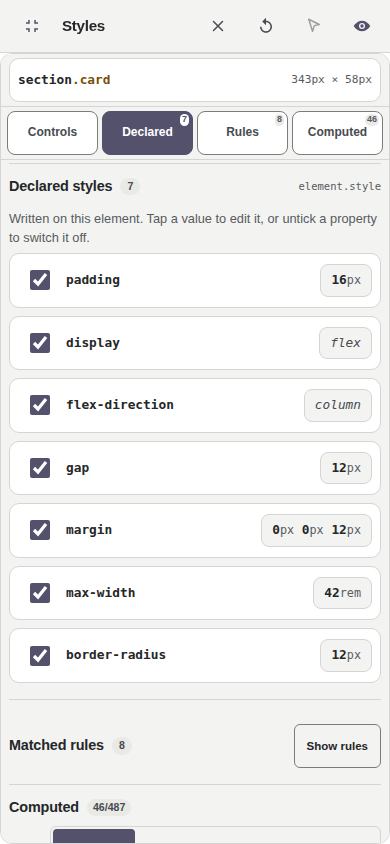 Styles
section.card 343px × 58px
Controls Declared 7 Rules 8 Computed 46
Declared styles 7 element.style
Written on this element. Tap a value to edit it, or untick a property
to switch it off.
padding 16px
display flex
flex-direction column
gap 12px
margin 0px 0px 12px
max-width 42rem
border-radius 12px
Matched rules 8 Show rules
Computed 46/487